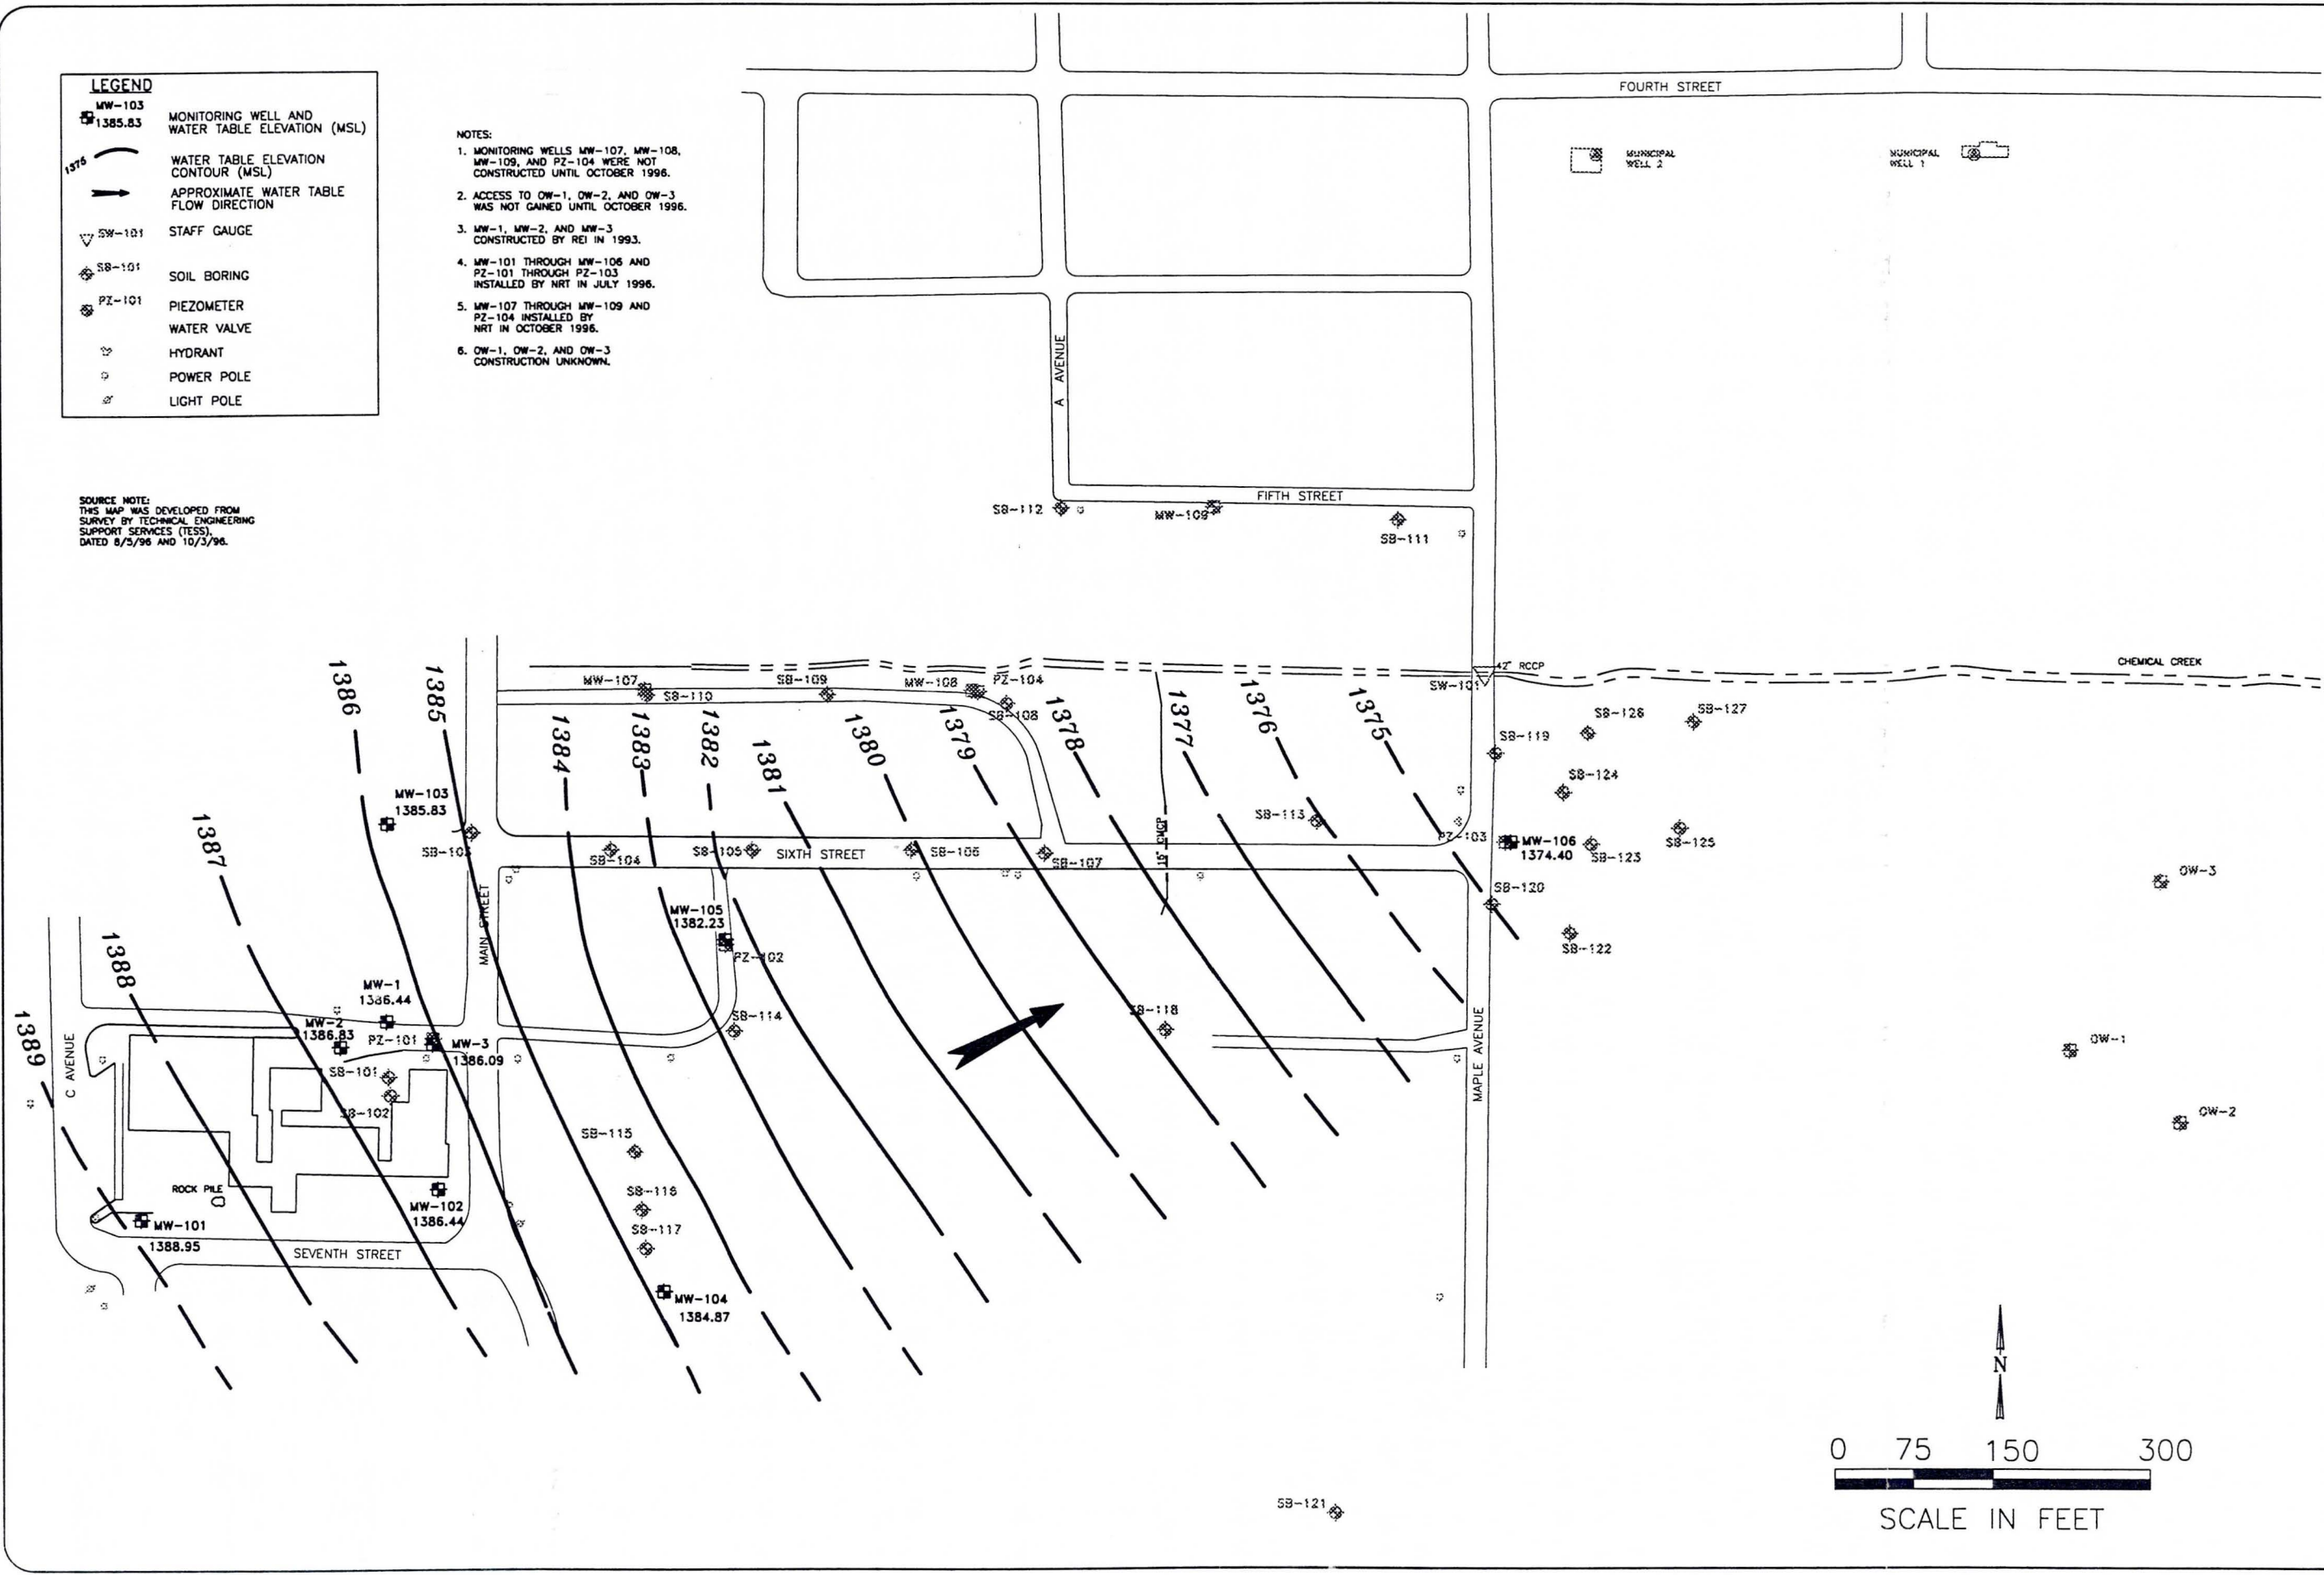 LEGEND
MW-103
1385.83
MONITORING WELL AND
WATER TABLE ELEVATION (MSL)
1375
WATER TABLE ELEVATION
CONTOUR (MSL)
APPROXIMATE WATER TABLE
FLOW DIRECTION
SW-101
STAFF GAUGE
SB-101
SOIL BORING
PZ-101
PIEZOMETER
WATER VALVE
HYDRANT
POWER POLE
LIGHT POLE
NOTES:
1. MONITORING WELLS MW-107, MW-108,
MW-109, AND PZ-104 WERE NOT
CONSTRUCTED UNTIL OCTOBER 1996.
2. ACCESS TO OW-1, OW-2, AND OW-3
WAS NOT GAINED UNTIL OCTOBER 1996.
3. MW-1, MW-2, AND MW-3
CONSTRUCTED BY REI IN 1993.
4. MW-101 THROUGH MW-106 AND
PZ-101 THROUGH PZ-103
INSTALLED BY NRT IN JULY 1996.
5. MW-107 THROUGH MW-109 AND
PZ-104 INSTALLED BY
NRT IN OCTOBER 1996.
6. OW-1, OW-2, AND OW-3
CONSTRUCTION UNKNOWN.
SOURCE NOTE:
THIS MAP WAS DEVELOPED FROM
SURVEY BY TECHNICAL ENGINEERING
SUPPORT SERVICES (TESS),
DATED 8/5/96 AND 10/3/96.
FOURTH STREET
MUNICIPAL
WELL 2
MUNICIPAL
WELL 1
A AVENUE
FIFTH STREET
SB-112
MW-109
SB-111
42" RCCP
CHEMICAL CREEK
SW-101
MW-107
SB-110
SB-109
MW-108
PZ-104
SB-108
1386
1385
1384
1383
1382
1381
1380
1379
1378
1377
1376
1375
SB-126
SB-127
SB-119
SB-124
MW-103
1385.83
SB-103
SB-104
SB-105
SIXTH STREET
SB-106
SB-107
15" CMCP
SB-113
PZ-103
MW-106
1374.40
SB-123
SB-125
OW-3
SB-120
SB-122
1387
1388
1389
MAIN STREET
MW-105
1382.23
PZ-102
MW-1
1386.44
MW-2
1386.83
PZ-101
MW-3
1386.09
SB-114
SB-118
C AVENUE
SB-101
SB-102
MAPLE AVENUE
OW-1
OW-2
SB-115
SB-116
SB-117
ROCK PILE
MW-101
1388.95
MW-102
1386.44
SEVENTH STREET
MW-104
1384.87
N
0 75 150 300
SCALE IN FEET
SB-121